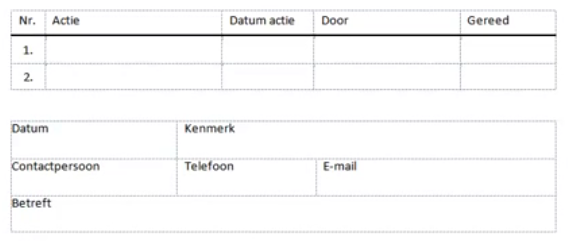 Nr. Actie Datum actie Door Gereed
1.
2.
Datum Kenmerk
Contactpersoon Telefoon E-mail
Betreft